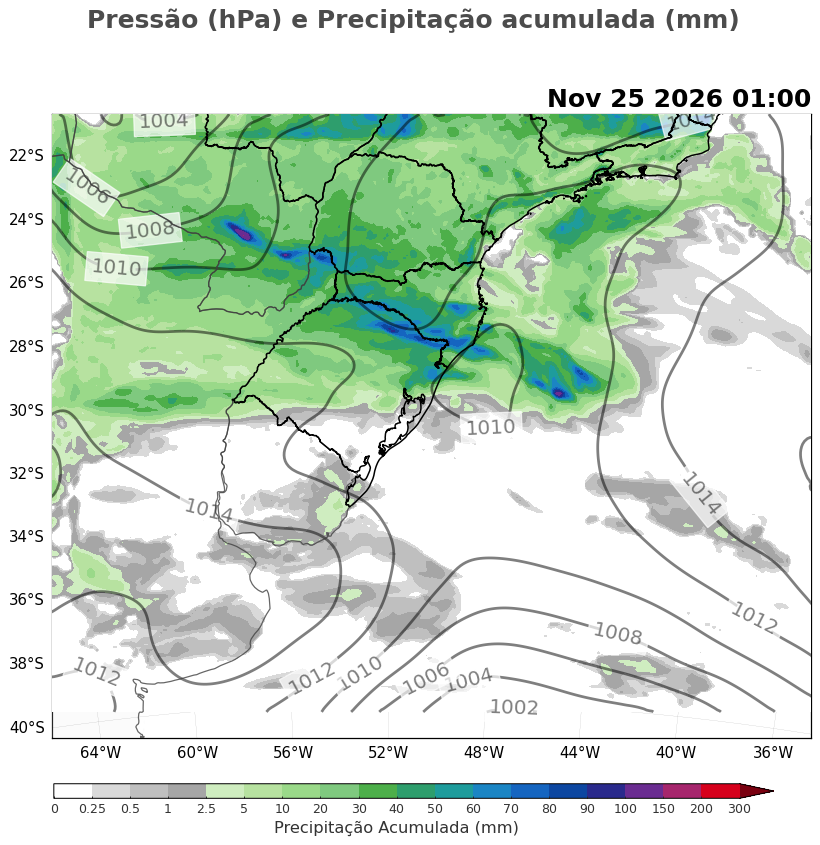 Pressão (hPa) e Precipitação acumulada (mm)
Nov 25 2026 01:00
1004
22°S
1006
24°S
1008
1010
26°S
28°S
30°S
1010
32°S
1014
1014
34°S
36°S
1012
1008
38°S
1012
1012
1010
1006
1004
1002
40°S
64°W 60°W 56°W 52°W 48°W 44°W 40°W 36°W
0 0.25 0.5 1 2.5 5 10 20 30 40 50 60 70 80 90 100 150 200 300
Precipitação Acumulada (mm)